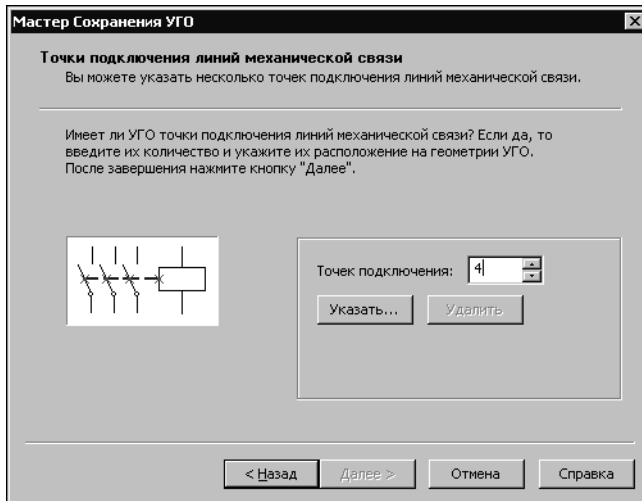 Мастер Сохранения УГО
Точки подключения линий механической связи
Вы можете указать несколько точек подключения линий механической связи.
Имеет ли УГО точки подключения линий механической связи? Если да, то
введите их количество и укажите их расположение на геометрии УГО.
После завершения нажмите кнопку "Далее".
Точек подключения: 4
Указать... Удалить
< Назад Далее > Отмена Справка